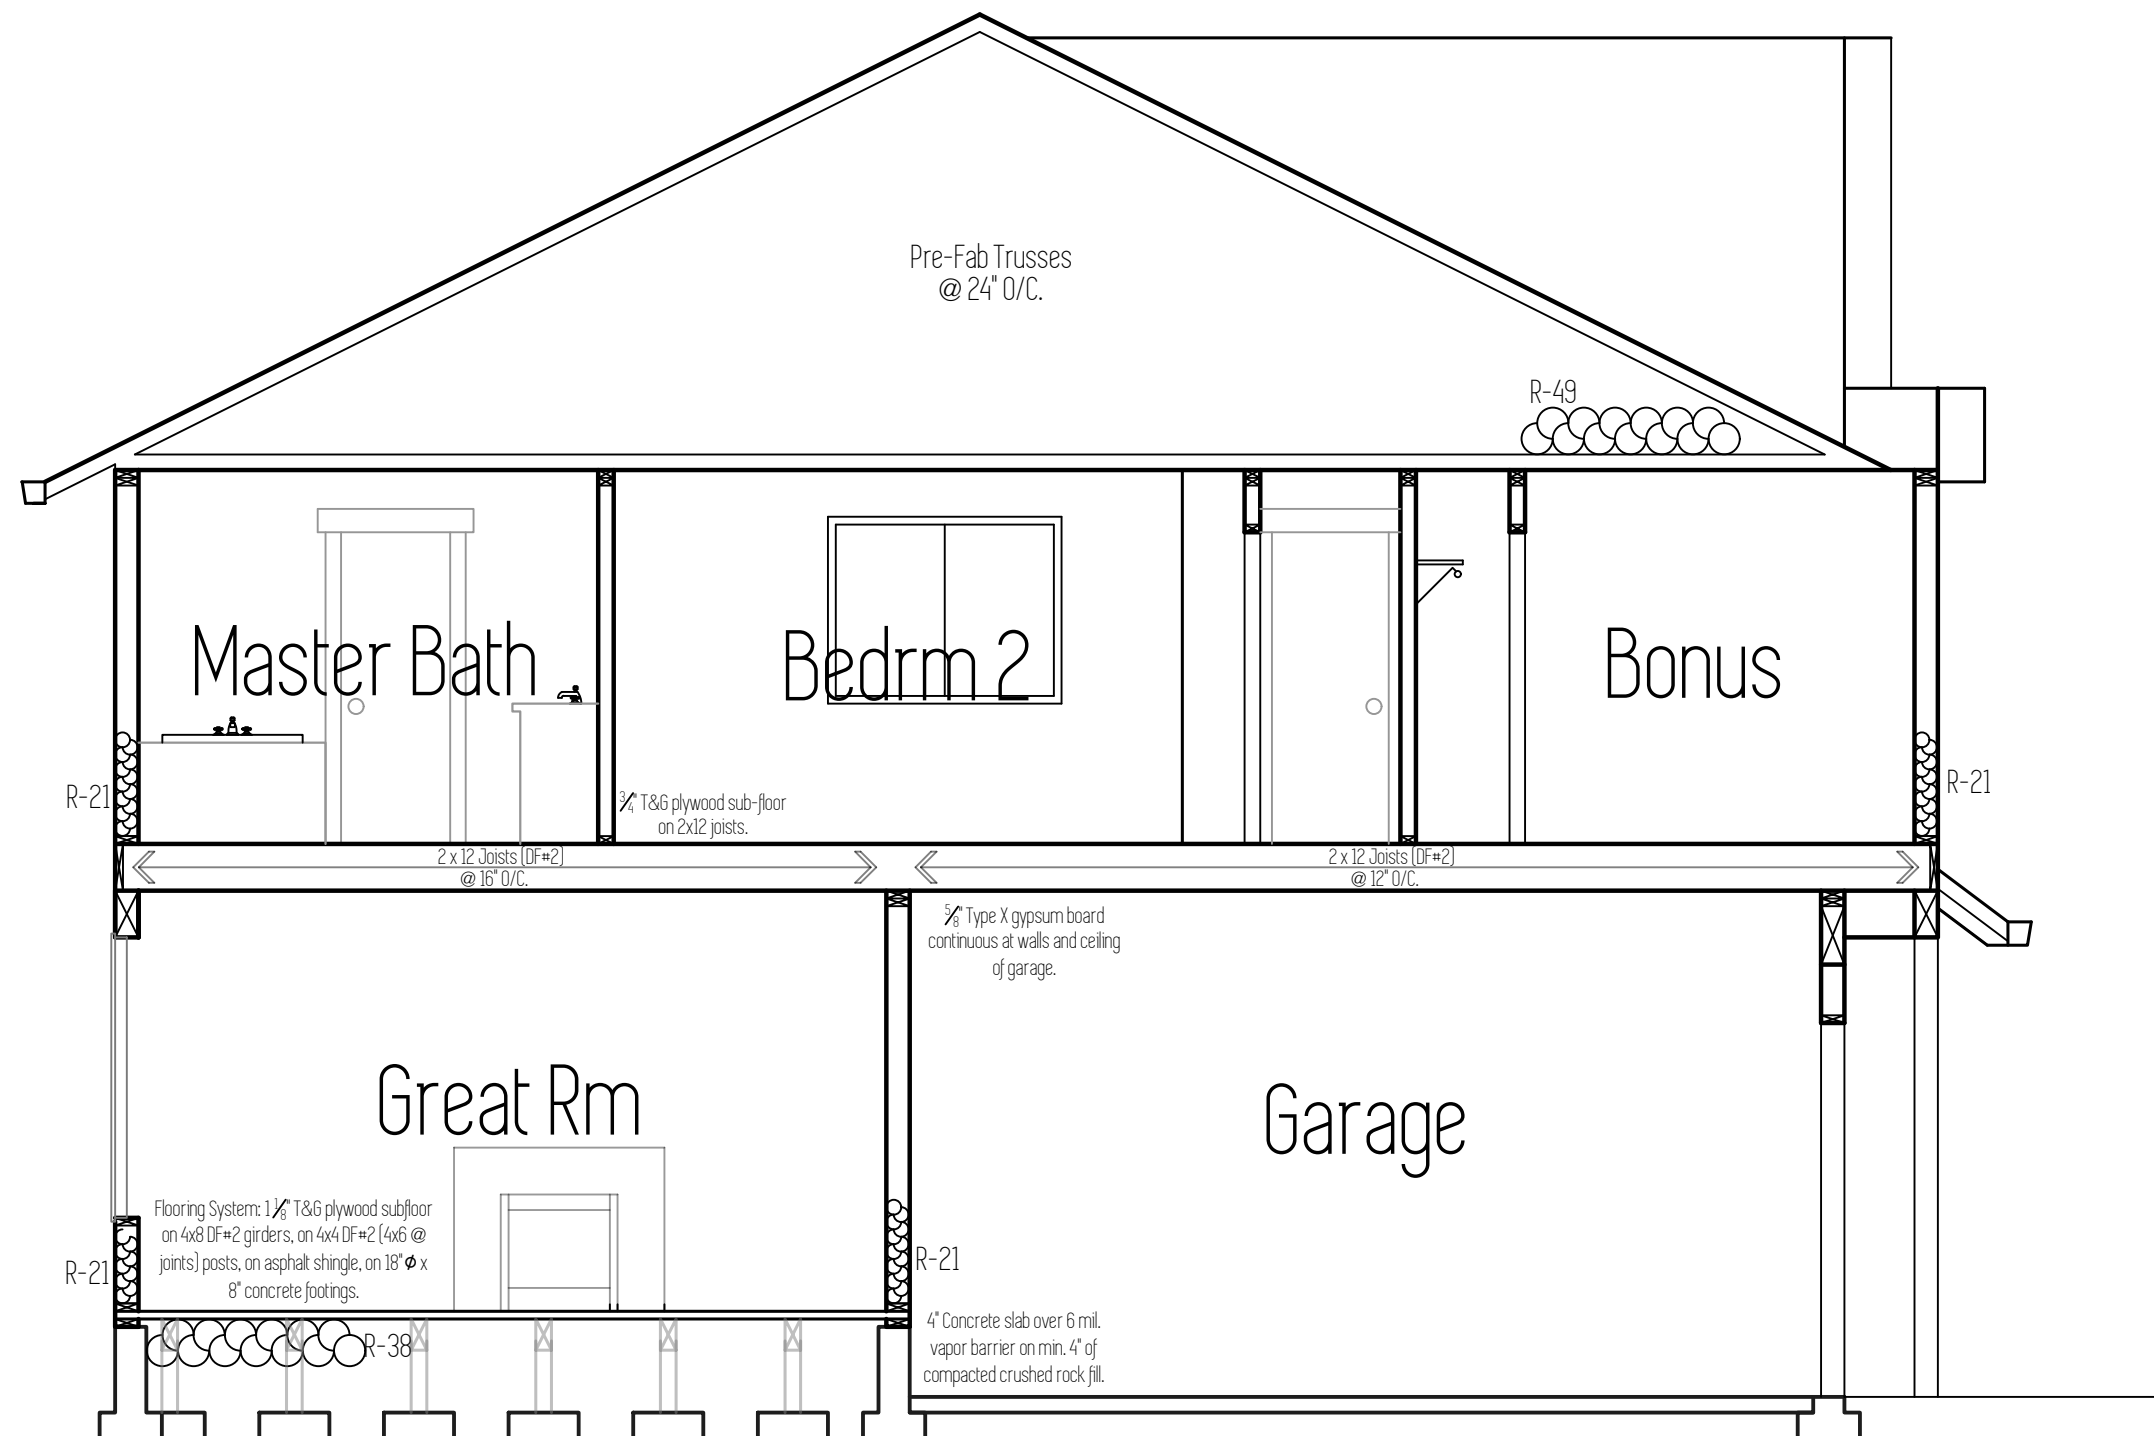 Pre-Fab Trusses
@ 24" O/C.
R-49
Master Bath
Bedrm 2
Bonus
R-21
R-21
3/4" T&G plywood sub-floor
on 2x12 joists.
2 x 12 Joists (DF#2)
@ 16" O/C.
2 x 12 Joists (DF#2)
@ 12" O/C.
5/8" Type X gypsum board
continuous at walls and ceiling
of garage.
Great Rm
Garage
Flooring System: 1 1/8" T&G plywood subfloor
on 4x8 DF#2 girders, on 4x4 DF#2 (4x6 @
joints) posts, on asphalt shingle, on 18" Ø x
8" concrete footings.
R-21
R-21
R-38
4" Concrete slab over 6 mil.
vapor barrier on min. 4" of
compacted crushed rock fill.